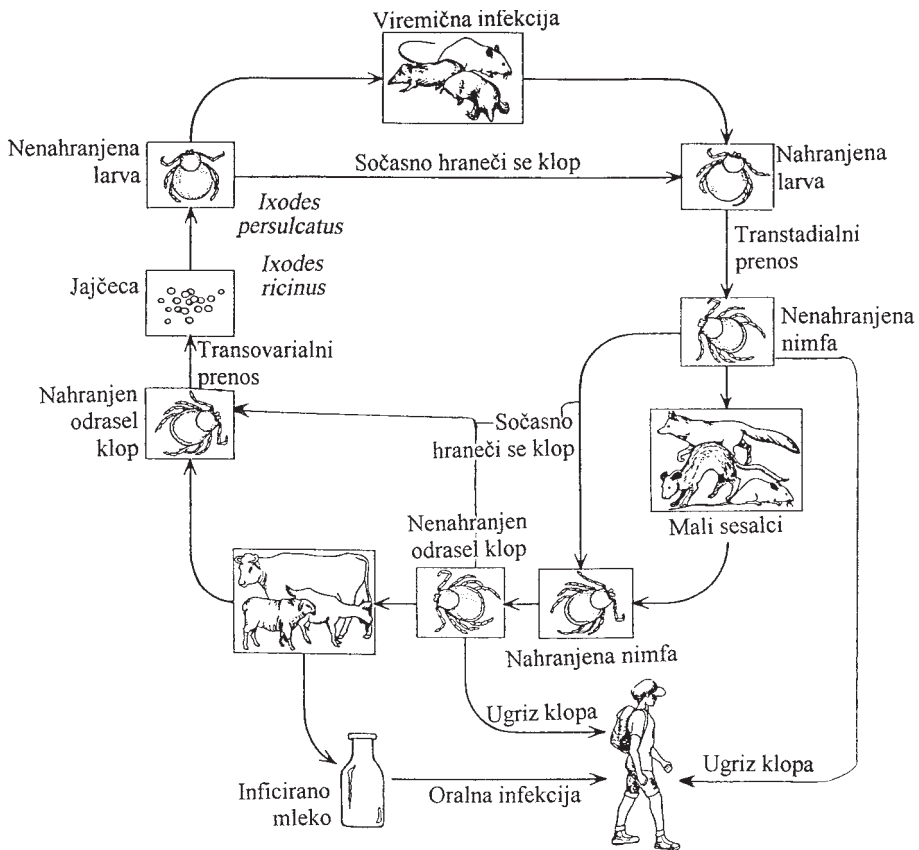 Viremična infekcija
Nenahranjena
larva
Sočasno hraneči se klop
Nahranjena
larva
Ixodes
persulcatus
Transtadialni
prenos
Jajčeca
Ixodes
ricinus
Nenahranjena
nimfa
Transovarialni
prenos
Nahranjen
odrasel
klop
Sočasno
hraneči se klop
Mali sesalci
Nenahranjen
odrasel klop
Nahranjena nimfa
Ugriz klopa
Ugriz klopa
Inficirano
mleko
Oralna infekcija